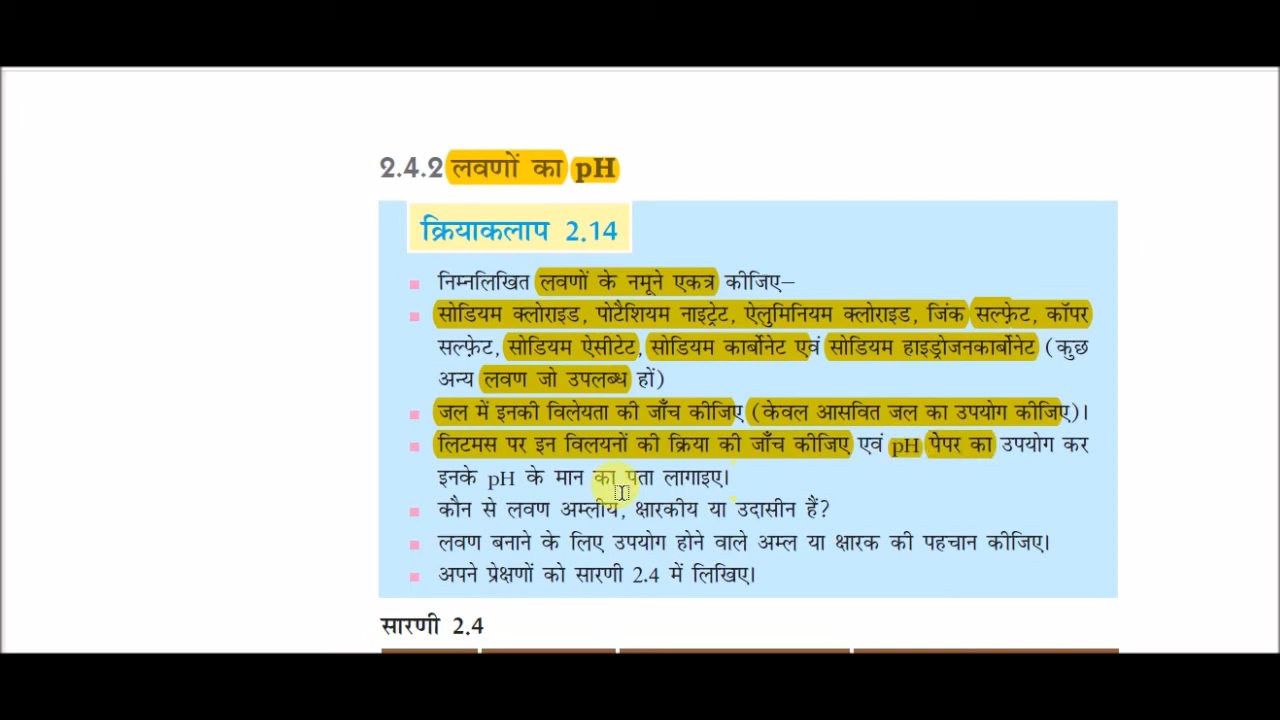 2.4.2 लवणों का pH
क्रियाकलाप 2.14
निम्नलिखित लवणों के नमूने एकत्र कीजिए–
सोडियम क्लोराइड, पोटैशियम नाइट्रेट, ऐलुमिनियम क्लोराइड, जिंक सल्फ़ेट, कॉपर
सल्फ़ेट, सोडियम ऐसीटेट, सोडियम कार्बोनेट एवं सोडियम हाइड्रोजनकार्बोनेट (कुछ
अन्य लवण जो उपलब्ध हों)
जल में इनकी विलेयता की जाँच कीजिए (केवल आसवित जल का उपयोग कीजिए)।
लिटमस पर इन विलयनों की क्रिया की जाँच कीजिए एवं pH पेपर का उपयोग कर
इनके pH के मान का पता लागाइए।
कौन से लवण अम्लीय, क्षारकीय या उदासीन हैं?
लवण बनाने के लिए उपयोग होने वाले अम्ल या क्षारक की पहचान कीजिए।
अपने प्रेक्षणों को सारणी 2.4 में लिखिए।
सारणी 2.4